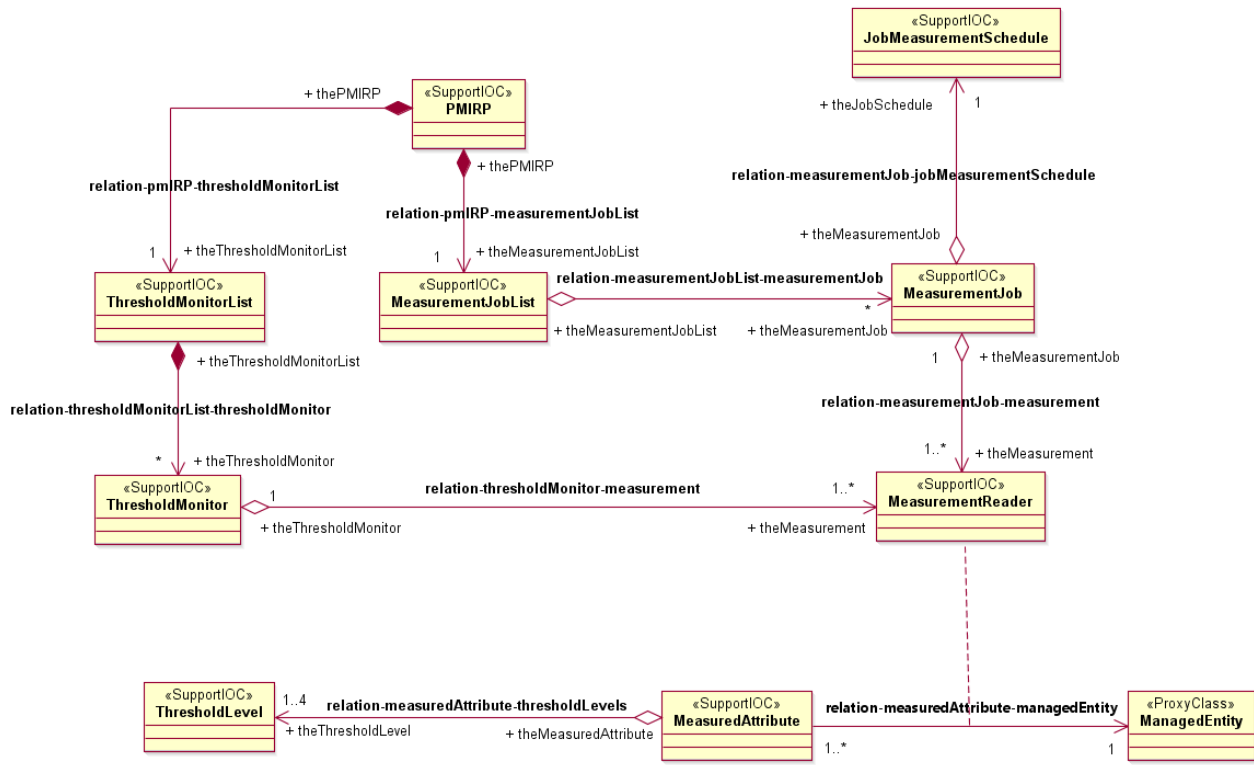 «SupportIOC»
JobMeasurementSchedule
+ theJobSchedule
1
«SupportIOC»
PMIRP
+ thePMIRP
+ thePMIRP
relation-pmIRP-thresholdMonitorList
relation-pmIRP-measurementJobList
relation-measurementJob-jobMeasurementSchedule
1
+ theThresholdMonitorList
1
+ theMeasurementJobList
+ theMeasurementJob
«SupportIOC»
ThresholdMonitorList
«SupportIOC»
MeasurementJobList
relation-measurementJobList-measurementJob
«SupportIOC»
MeasurementJob
*
+ theMeasurementJobList
+ theMeasurementJob
+ theThresholdMonitorList
1
+ theMeasurementJob
relation-thresholdMonitorList-thresholdMonitor
relation-measurementJob-measurement
*
+ theThresholdMonitor
1..*
+ theMeasurement
«SupportIOC»
ThresholdMonitor
1
relation-thresholdMonitor-measurement
1..*
«SupportIOC»
MeasurementReader
+ theThresholdMonitor
+ theMeasurement
«SupportIOC»
ThresholdLevel
1..4
relation-measuredAttribute-thresholdLevels
+ theThresholdLevel
+ theMeasuredAttribute
«SupportIOC»
MeasuredAttribute
relation-measuredAttribute-managedEntity
1..*
1
«ProxyClass»
ManagedEntity